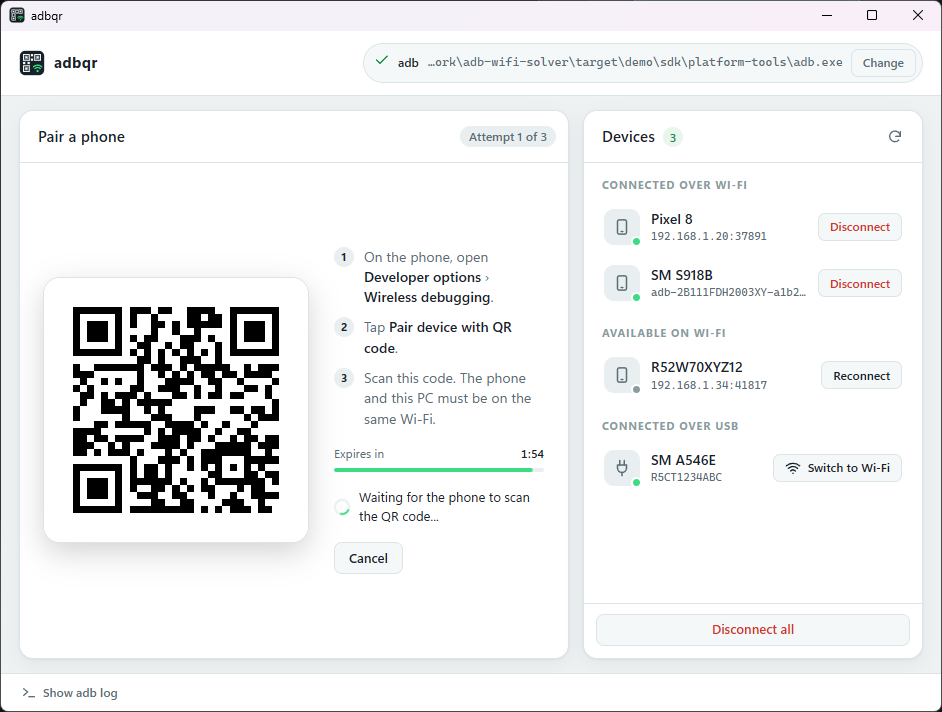 adbqr
adbqr
adb …ork\adb-wifi-solver\target\demo\sdk\platform-tools\adb.exe Change
Pair a phone
Attempt 1 of 3
1 On the phone, open
Developer options ›
Wireless debugging.
2 Tap Pair device with QR
code.
3 Scan this code. The phone
and this PC must be on the
same Wi-Fi.
Expires in 1:54
Waiting for the phone to scan
the QR code...
Cancel
Devices 3
CONNECTED OVER WI-FI
Pixel 8
192.168.1.20:37891
Disconnect
SM S918B
adb-2B111FDH2003XY-a1b2…
Disconnect
AVAILABLE ON WI-FI
R52W70XYZ12
192.168.1.34:41817
Reconnect
CONNECTED OVER USB
SM A546E
R5CT1234ABC
Switch to Wi-Fi
Disconnect all
Show adb log